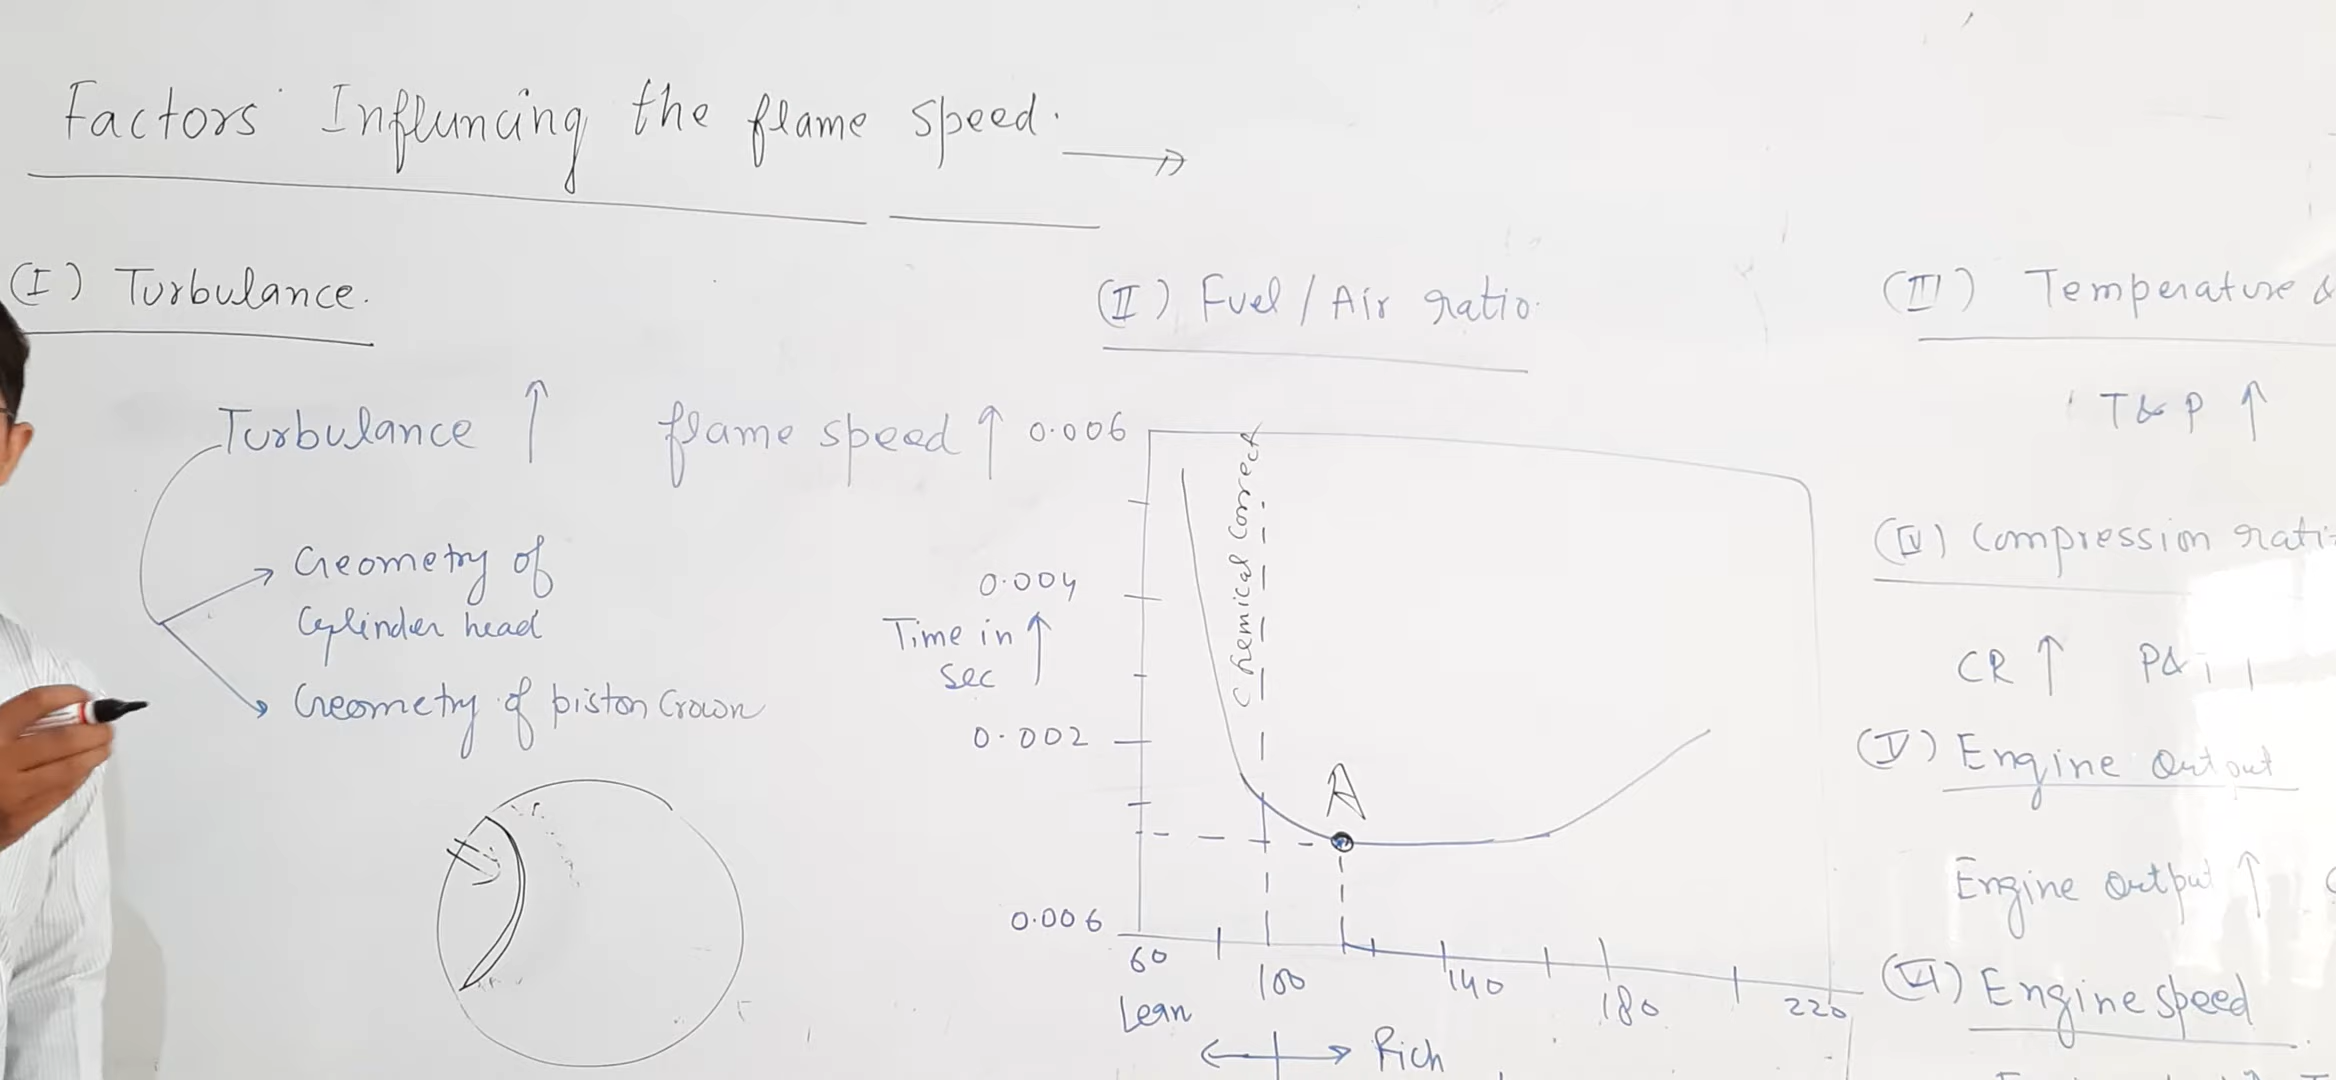 Factors Influncing the flame speed.
(I) Turbulance.
Turbulance ↑ flame speed ↑
Geometry of
Cylinder head
Geometry of piston Crown
(II) Fuel / Air ratio.
0.006
0.004
Time in ↑
sec
0.002
0.006
Chemical Correct
A
60 100 140 180 220
Lean
Rich
(III) Temperature &
T & P ↑
(IV) Compression rati
CR ↑ P&
(V) Engine Output
Engine Output ↑
(VI) Engine speed